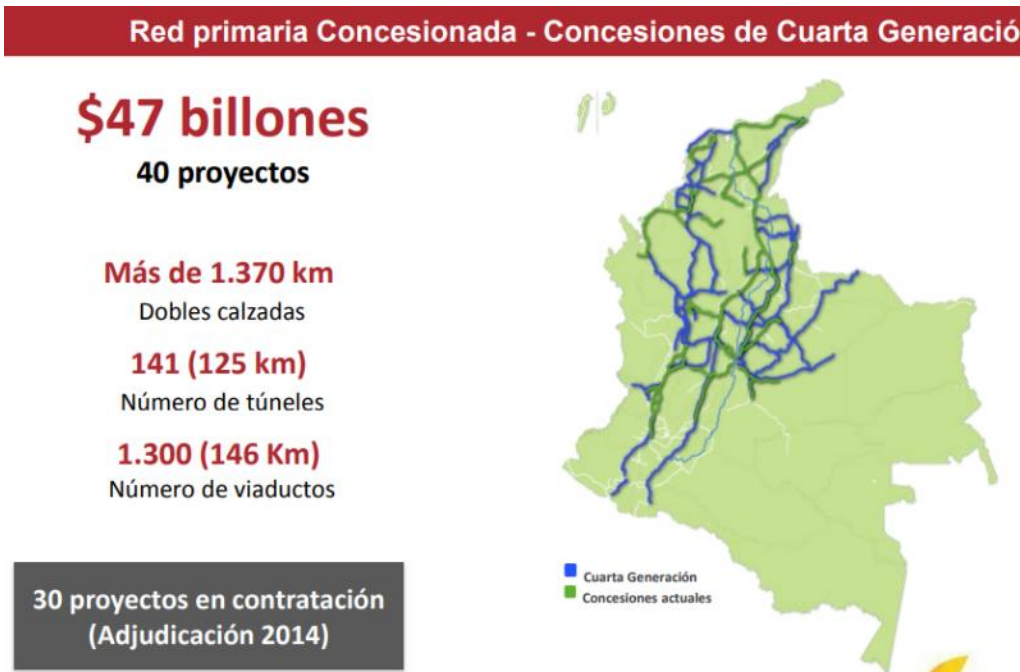 Red primaria Concesionada - Concesiones de Cuarta Generació
$47 billones
40 proyectos
Más de 1.370 km
Dobles calzadas
141 (125 km)
Número de túneles
1.300 (146 Km)
Número de viaductos
30 proyectos en contratación
(Adjudicación 2014)
Cuarta Generación
Concesiones actuales